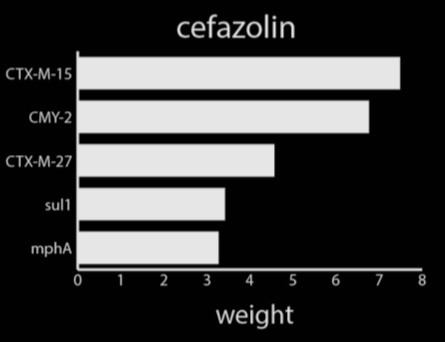 cefazolin
CTX-M-15
CMY-2
CTX-M-27
sul1
mphA
0 1 2 3 4 5 6 7 8
weight